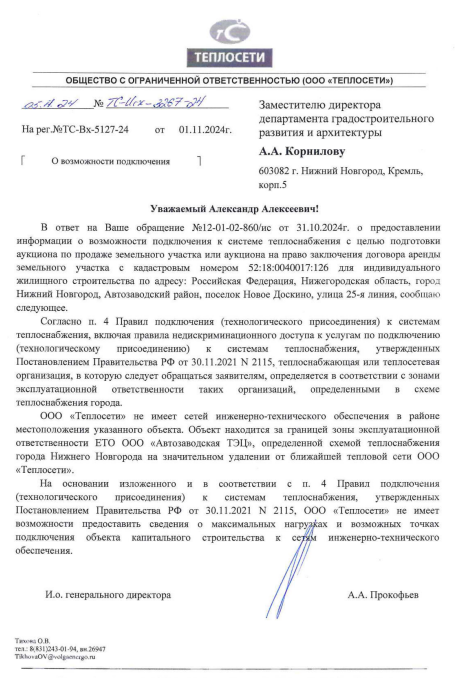 ТС
ТЕПЛОСЕТИ
ОБЩЕСТВО С ОГРАНИЧЕННОЙ ОТВЕТСТВЕННОСТЬЮ (ООО «ТЕПЛОСЕТИ»)
05.11.24 № ТС-Исх-3267-24
На рег.№ТС-Вх-5127-24 от 01.11.2024г.
О возможности подключения
Заместителю директора
департамента градостроительного
развития и архитектуры
А.А. Корнилову
603082 г. Нижний Новгород, Кремль,
корп.5
Уважаемый Александр Алексеевич!
В ответ на Ваше обращение №12-01-02-860/ис от 31.10.2024г. о предоставлении
информации о возможности подключения к системе теплоснабжения с целью подготовки
аукциона по продаже земельного участка или аукциона на право заключения договора аренды
земельного участка с кадастровым номером 52:18:0040017:126 для индивидуального
жилищного строительства по адресу: Российская Федерация, Нижегородская область, город
Нижний Новгород, Автозаводский район, поселок Новое Доскино, улица 25-я линия, сообщаю
следующее.
Согласно п. 4 Правил подключения (технологического присоединения) к системам
теплоснабжения, включая правила недискриминационного доступа к услугам по подключению
(технологическому присоединению) к системам теплоснабжения, утвержденных
Постановлением Правительства РФ от 30.11.2021 N 2115, теплоснабжающая или теплосетевая
организация, в которую следует обращаться заявителям, определяется в соответствии с зонами
эксплуатационной ответственности таких организаций, определенными в схеме
теплоснабжения города.
ООО «Теплосети» не имеет сетей инженерно-технического обеспечения в районе
местоположения указанного объекта. Объект находится за границей зоны эксплуатационной
ответственности ЕТО ООО «Автозаводская ТЭЦ», определенной схемой теплоснабжения
города Нижнего Новгорода на значительном удалении от ближайшей тепловой сети ООО
«Теплосети».
На основании изложенного и в соответствии с п. 4 Правил подключения
(технологического присоединения) к системам теплоснабжения, утвержденных
Постановлением Правительства РФ от 30.11.2021 N 2115, ООО «Теплосети» не имеет
возможности предоставить сведения о максимальных нагрузках и возможных точках
подключения объекта капитального строительства к сетям инженерно-технического
обеспечения.
И.о. генерального директора А.А. Прокофьев
Тихова О.В.
тел.: 8(831)243-01-94, вн.26947
TikhovaOV@volgaenergo.ru